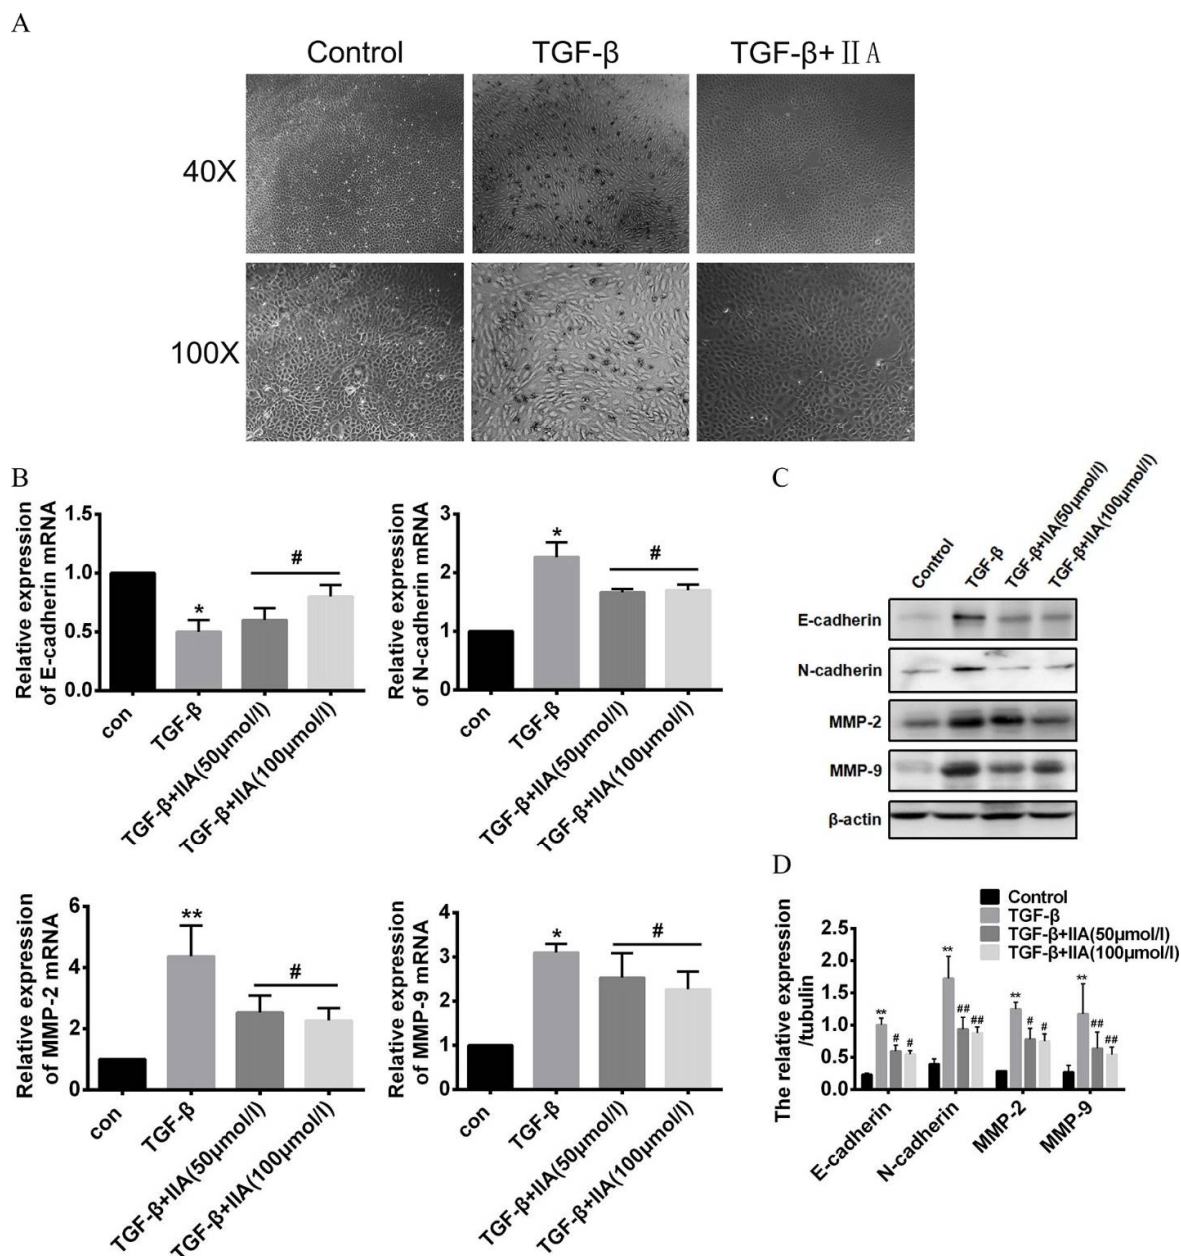 A
Control TGF-β TGF-β+ⅡA
40X
100X
B
Relative expression
of E-cadherin mRNA
1.5
1.0
0.5
0.0
*
#
con
TGF-β
TGF-β+IIA(50μmol/l)
TGF-β+IIA(100μmol/l)
Relative expression
of N-cadherin mRNA
3
2
1
0
*
#
con
TGF-β
TGF-β+IIA(50μmol/l)
TGF-β+IIA(100μmol/l)
C
Control
TGF-β
TGF-β+IIA(50μmol/l)
TGF-β+IIA(100μmol/l)
E-cadherin
N-cadherin
MMP-2
MMP-9
β-actin
Relative expression
of MMP-2 mRNA
6
4
2
0
**
#
con
TGF-β
TGF-β+IIA(50μmol/l)
TGF-β+IIA(100μmol/l)
Relative expression
of MMP-9 mRNA
4
3
2
1
0
*
#
con
TGF-β
TGF-β+IIA(50μmol/l)
TGF-β+IIA(100μmol/l)
D
Control
TGF-β
TGF-β+IIA(50μmol/l)
TGF-β+IIA(100μmol/l)
The relative expression
/tubulin
2.5
2.0
1.5
1.0
0.5
0.0
** # #
** ## ##
** # #
** ## ##
E-cadherin
N-cadherin
MMP-2
MMP-9